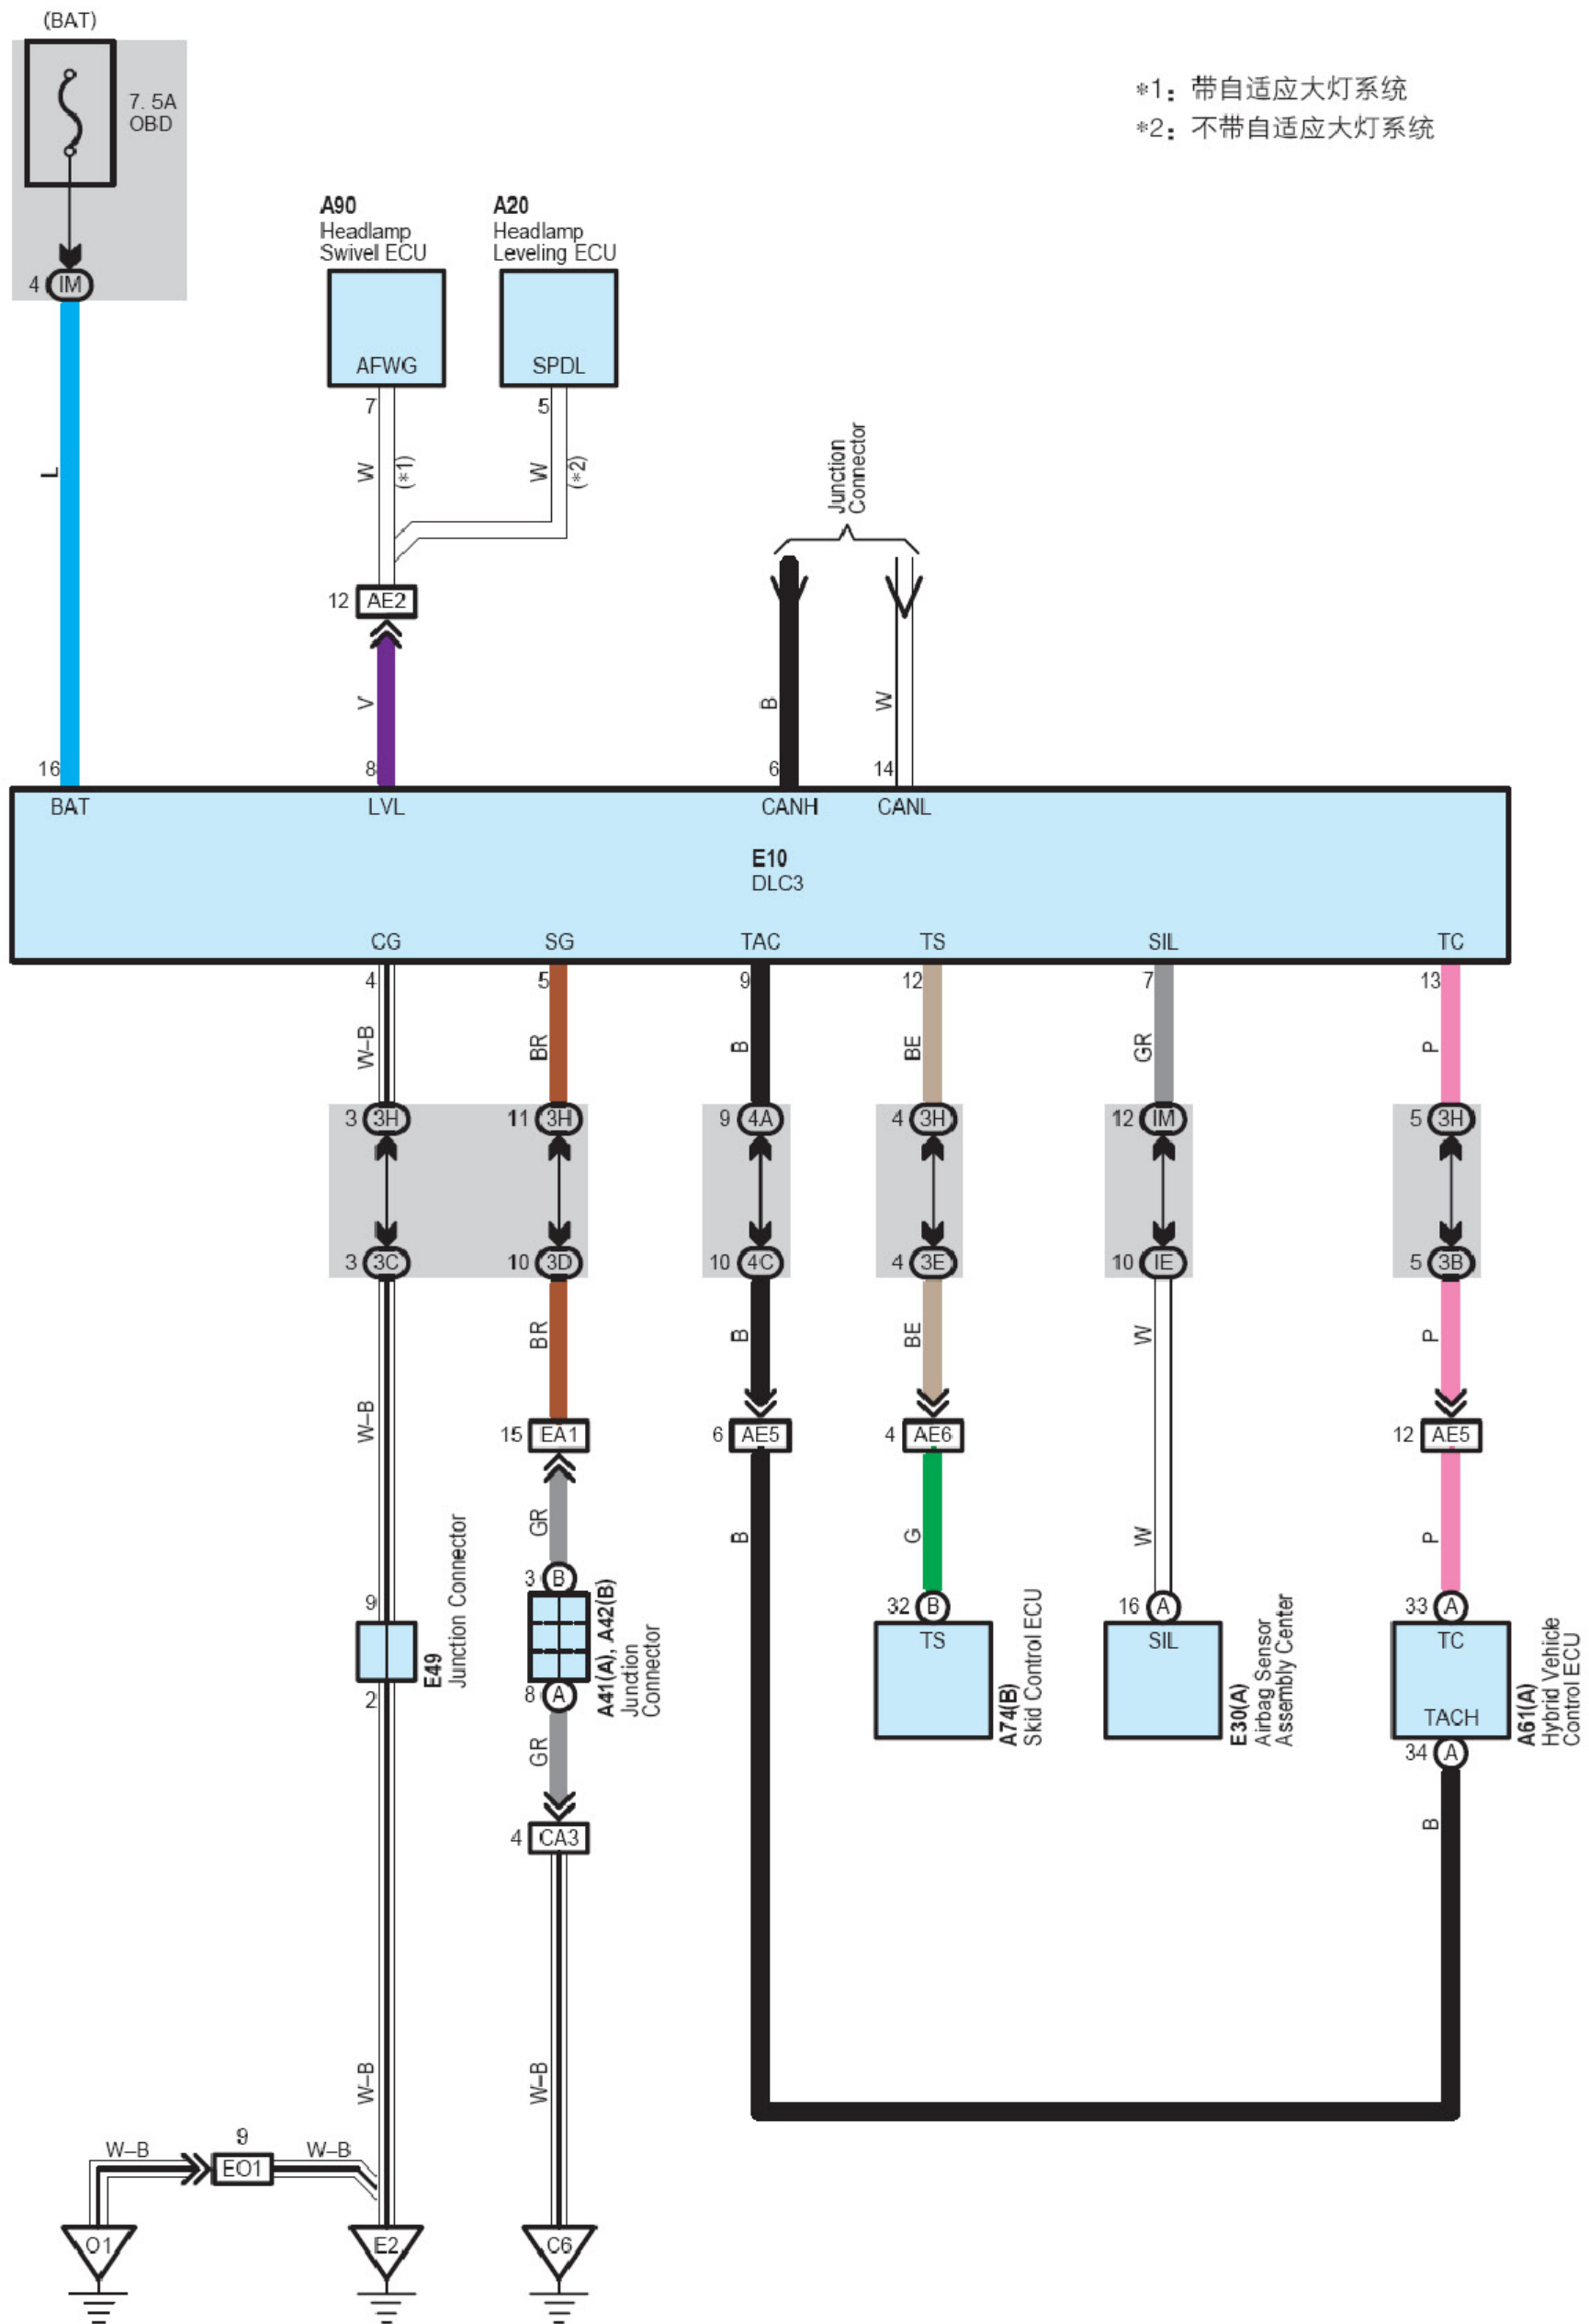 (BAT)
7. 5A
OBD
4 IM
*1：带自适应大灯系统
*2：不带自适应大灯系统
A90
Headlamp
Swivel ECU
AFWG
7
A20
Headlamp
Leveling ECU
SPDL
5
L
W
(*1)
W
(*2)
Junction
Connector
12 AE2
V
B
W
16
8
6
14
BAT
LVL
CANH
CANL
E10
DLC3
CG
SG
TAC
TS
SIL
TC
4
5
9
12
7
13
W–B
BR
B
BE
GR
P
3 3H
11 3H
9 4A
4 3H
12 IM
5 3H
3 3C
10 3D
10 4C
4 3E
10 IE
5 3B
W–B
BR
B
BE
W
P
15 EA1
6 AE5
4 AE6
12 AE5
GR
B
G
W
P
9
2
E49
Junction Connector
3 B
8 A
A41(A), A42(B)
Junction
Connector
32 B
TS
A74(B)
Skid Control ECU
16 A
SIL
E30(A)
Airbag Sensor
Assembly Center
33 A
TC
TACH
34 A
A61(A)
Hybrid Vehicle
Control ECU
GR
4 CA3
B
W–B
W–B
W–B
9
EO1
W–B
O1
E2
C6